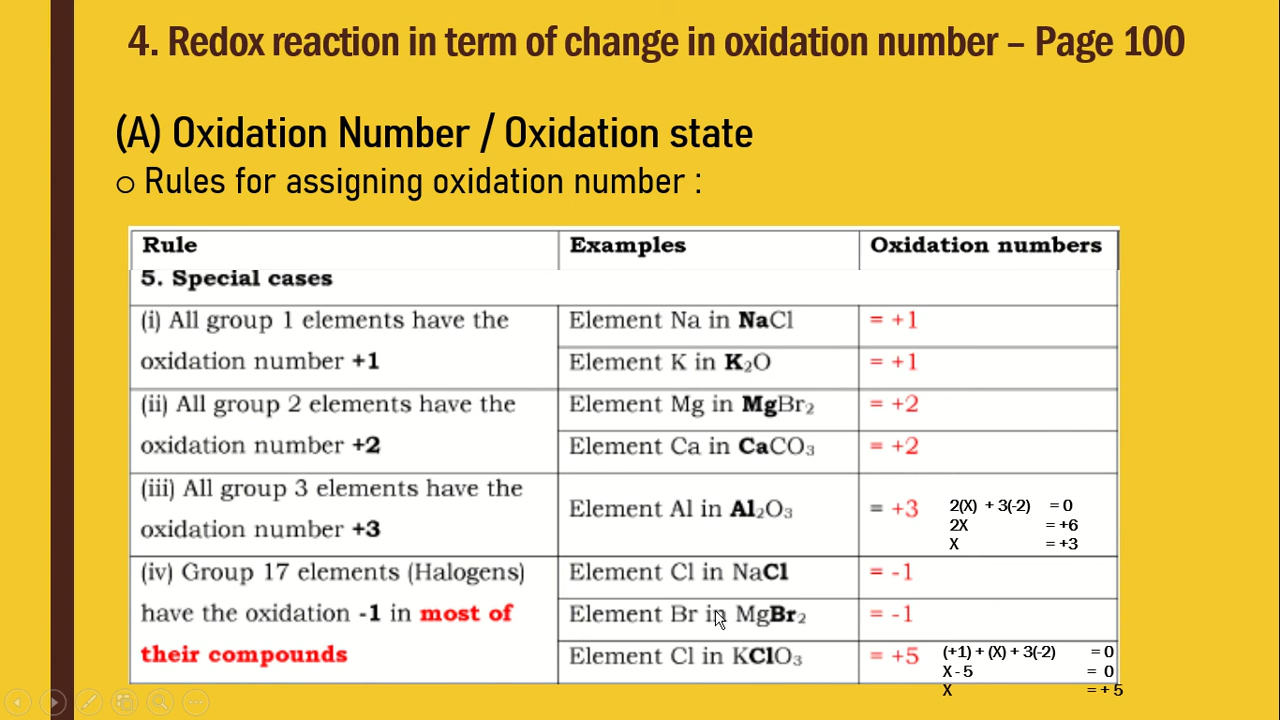 4. Redox reaction in term of change in oxidation number – Page 100
(A) Oxidation Number / Oxidation state
o Rules for assigning oxidation number :
Rule Examples Oxidation numbers
5. Special cases
(i) All group 1 elements have the
oxidation number +1
Element Na in NaCl = +1
Element K in K₂O = +1
(ii) All group 2 elements have the
oxidation number +2
Element Mg in MgBr₂ = +2
Element Ca in CaCO₃ = +2
(iii) All group 3 elements have the
oxidation number +3
Element Al in Al₂O₃ = +3
2(X) + 3(-2) = 0
2X = +6
X = +3
(iv) Group 17 elements (Halogens)
have the oxidation -1 in most of
their compounds
Element Cl in NaCl = -1
Element Br in MgBr₂ = -1
Element Cl in KClO₃ = +5
(+1) + (X) + 3(-2) = 0
X - 5 = 0
X = + 5